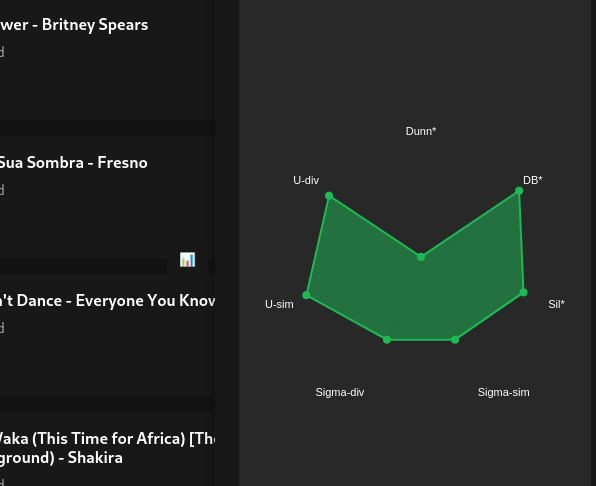 wer - Britney Spears
d
Sua Sombra - Fresno
d
n't Dance - Everyone You Know
d
Waka (This Time for Africa) [The
ground) - Shakira
d
Dunn*
U-div
DB*
U-sim
Sil*
Sigma-div
Sigma-sim